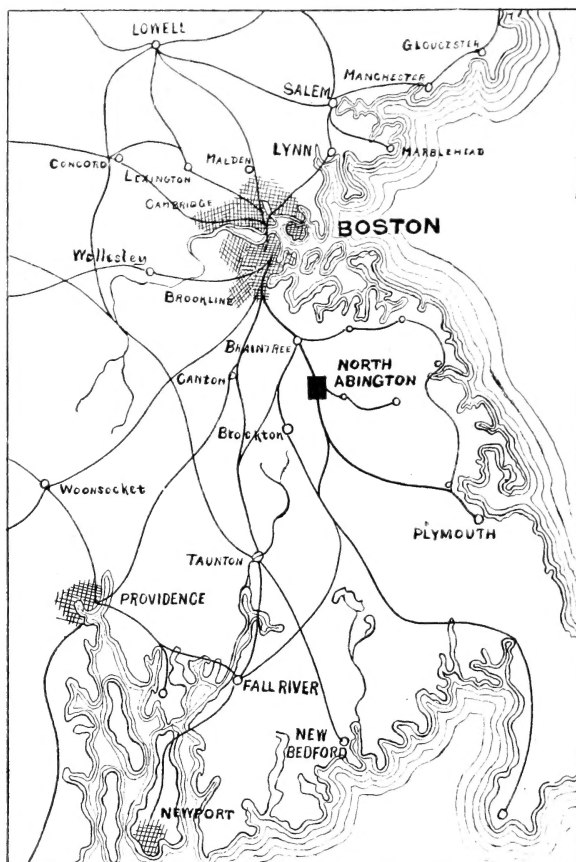 LOWELL
GLOUCESTER
MANCHESTER
SALEM
LYNN
MARBLEHEAD
MALDEN
CONCORD
LEXINGTON
CAMBRIDGE
BOSTON
Wellesley
BROOKLINE
BRAINTREE
NORTH
ABINGTON
CANTON
BROCKTON
WOONSOCKET
PLYMOUTH
TAUNTON
PROVIDENCE
FALL RIVER
NEW
BEDFORD
NEWPORT